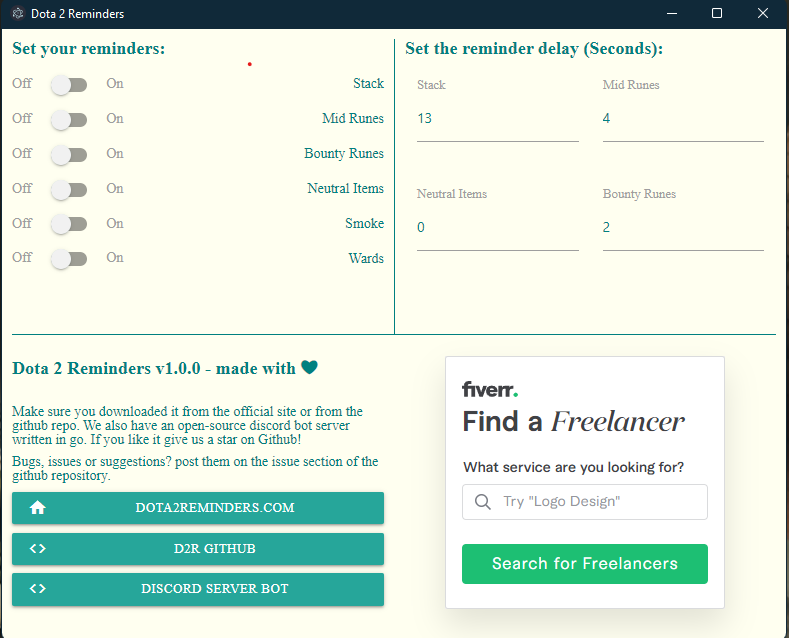 Dota 2 Reminders
Set your reminders:
Off On Stack
Off On Mid Runes
Off On Bounty Runes
Off On Neutral Items
Off On Smoke
Off On Wards
Set the reminder delay (Seconds):
Stack Mid Runes
13 4
Neutral Items Bounty Runes
0 2
Dota 2 Reminders v1.0.0 - made with
Make sure you downloaded it from the official site or from the
github repo. We also have an open-source discord bot server
written in go. If you like it give us a star on Github!
Bugs, issues or suggestions? post them on the issue section of the
github repository.
DOTA2REMINDERS.COM
D2R GITHUB
DISCORD SERVER BOT
fiverr.
Find a Freelancer
What service are you looking for?
Try "Logo Design"
Search for Freelancers